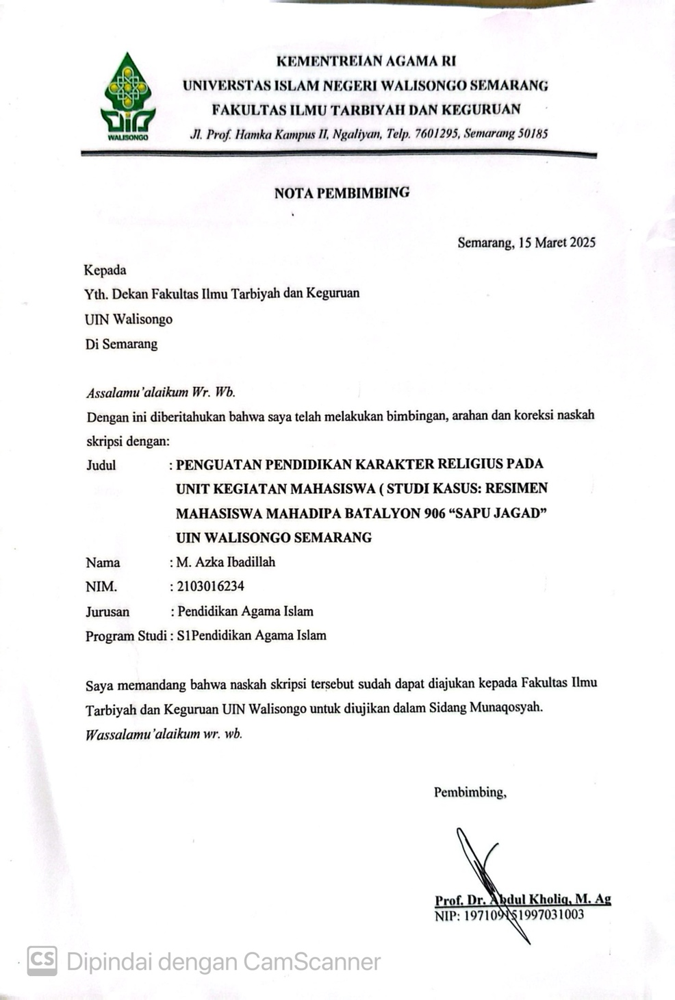 KEMENTREIAN AGAMA RI
UNIVERSTAS ISLAM NEGERI WALISONGO SEMARANG
FAKULTAS ILMU TARBIYAH DAN KEGURUAN
Jl. Prof. Hamka Kampus II, Ngaliyan, Telp. 7601295, Semarang 50185
WALISONGO
NOTA PEMBIMBING
Semarang, 15 Maret 2025
Kepada
Yth. Dekan Fakultas Ilmu Tarbiyah dan Keguruan
UIN Walisongo
Di Semarang
Assalamu’alaikum Wr. Wb.
Dengan ini diberitahukan bahwa saya telah melakukan bimbingan, arahan dan koreksi naskah
skripsi dengan:
Judul : PENGUATAN PENDIDIKAN KARAKTER RELIGIUS PADA
UNIT KEGIATAN MAHASISWA ( STUDI KASUS: RESIMEN
MAHASISWA MAHADIPA BATALYON 906 “SAPU JAGAD”
UIN WALISONGO SEMARANG
Nama : M. Azka Ibadillah
NIM. : 2103016234
Jurusan : Pendidikan Agama Islam
Program Studi : S1Pendidikan Agama Islam
Saya memandang bahwa naskah skripsi tersebut sudah dapat diajukan kepada Fakultas Ilmu
Tarbiyah dan Keguruan UIN Walisongo untuk diujikan dalam Sidang Munaqosyah.
Wassalamu’alaikum wr. wb.
Pembimbing,
Prof. Dr. Abdul Kholiq, M. Ag
NIP: 197109151997031003
CS Dipindai dengan CamScanner